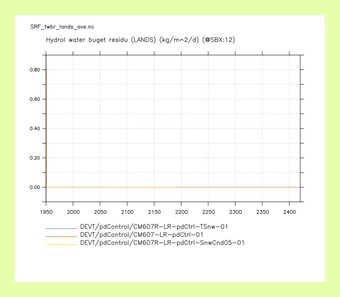 SRF_twbr_lands_ave.nc
Hydrol water buget residu (LANDS) (kg/m^2/d) (@SBX:12)
0.80
0.60
0.40
0.20
0.00
1950 2000 2050 2100 2150 2200 2250 2300 2350 2400
DEVT/pdControl/CM607R-LR-pdCtrl-TSnw-01
DEVT/pdControl/CM607-LR-pdCtrl-01
DEVT/pdControl/CM607R-LR-pdCtrl-SnwCnd05-01